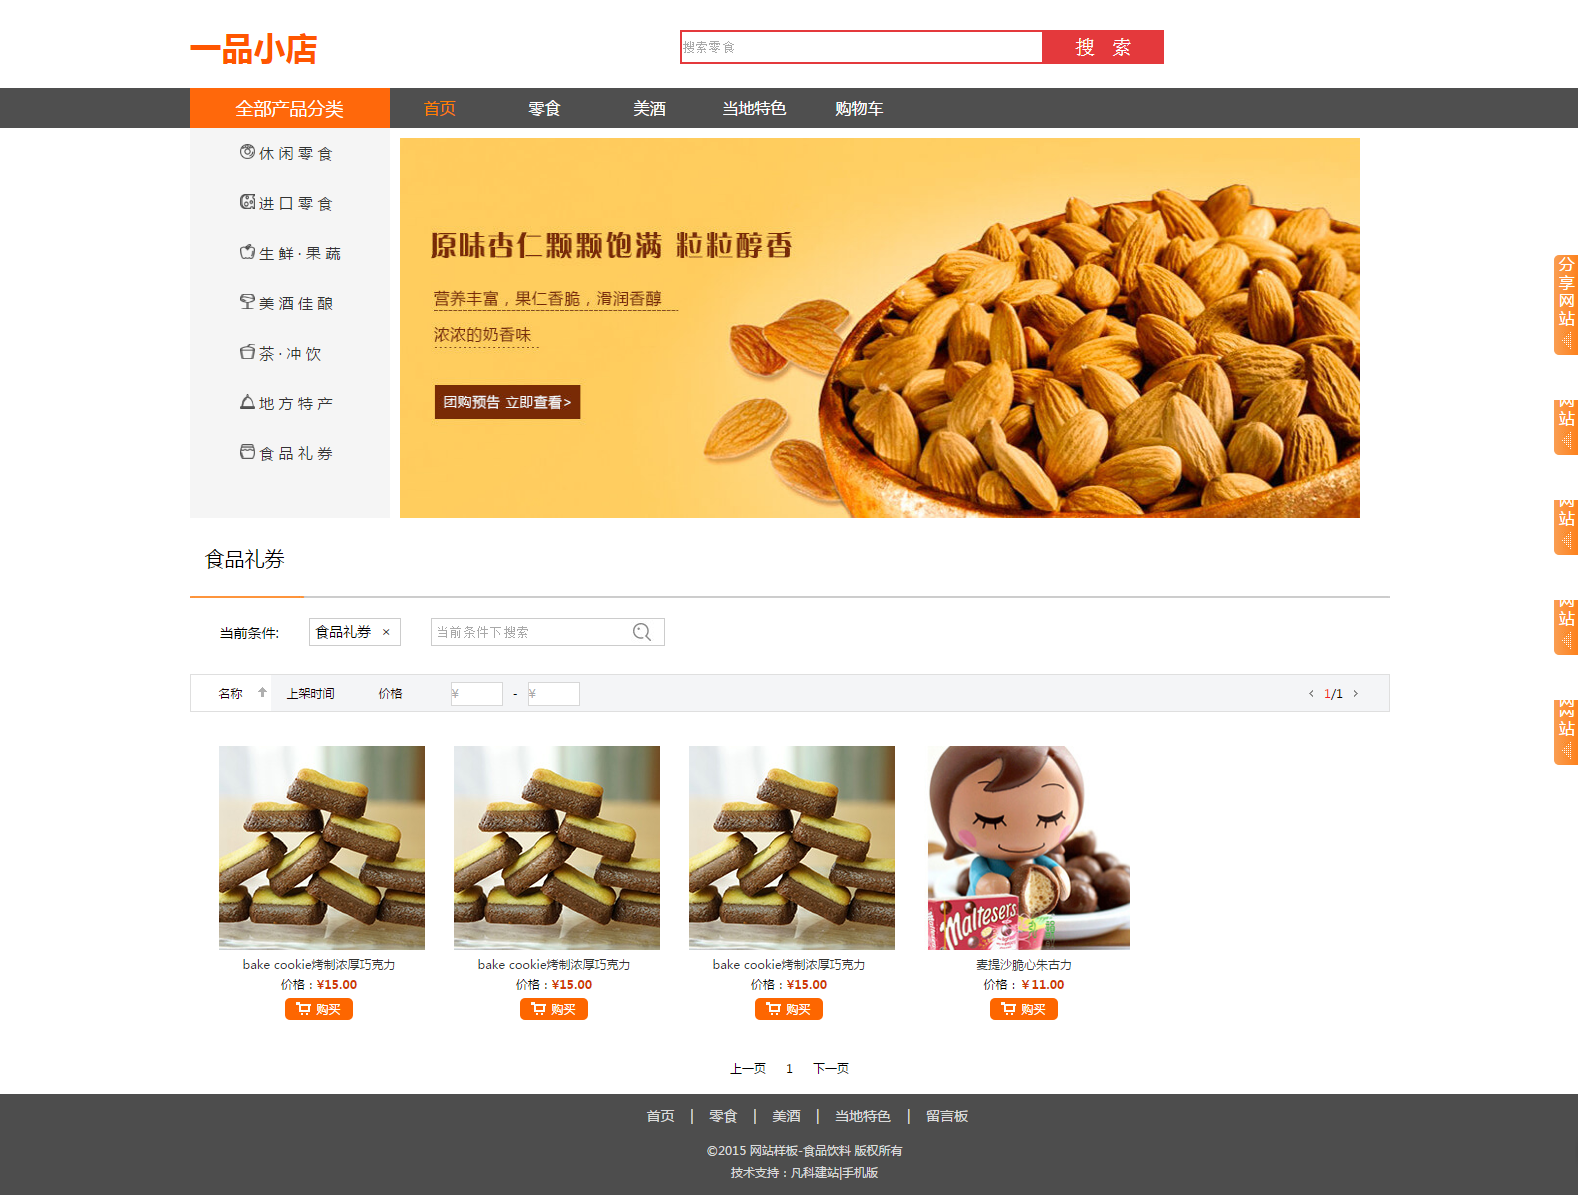 一品小店
搜索零食
搜 索
全部产品分类 首页 零食 美酒 当地特色 购物车
休闲零食
进口零食
生鲜·果蔬
美酒佳酿
茶·冲饮
地方特产
食品礼券
原味杏仁颗颗饱满 粒粒醇香
营养丰富，果仁香脆，滑润香醇
浓浓的奶香味
团购预告 立即查看>
分享网站
网站
网站
网站
网站
食品礼券
当前条件: 食品礼券 × 当前条件下搜索
名称 上架时间 价格 ¥ - ¥ 1/1
Maltesers
bake cookie烤制浓厚巧克力 bake cookie烤制浓厚巧克力 bake cookie烤制浓厚巧克力 麦提沙脆心朱古力
价格：¥15.00 价格：¥15.00 价格：¥15.00 价格：￥11.00
购买 购买 购买 购买
上一页 1 下一页
首页 | 零食 | 美酒 | 当地特色 | 留言板
©2015 网站样板-食品饮料 版权所有
技术支持：凡科建站|手机版